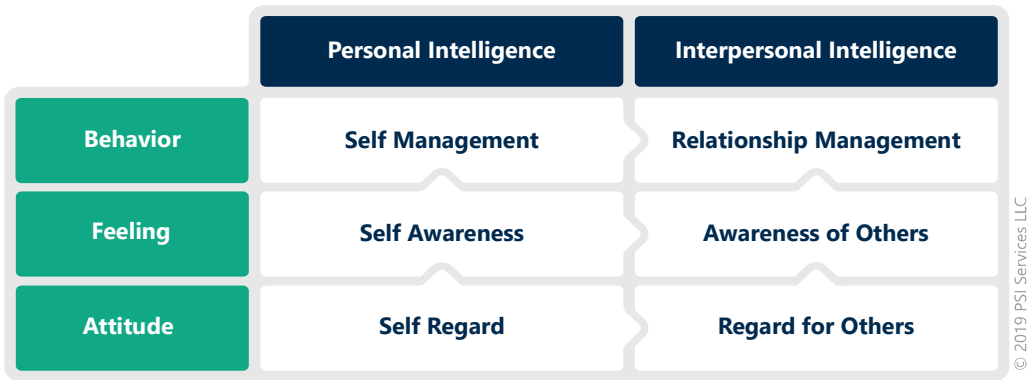 Personal Intelligence
Interpersonal Intelligence
Behavior
Self Management
Relationship Management
Feeling
Self Awareness
Awareness of Others
Attitude
Self Regard
Regard for Others
© 2019 PSI Services LLC